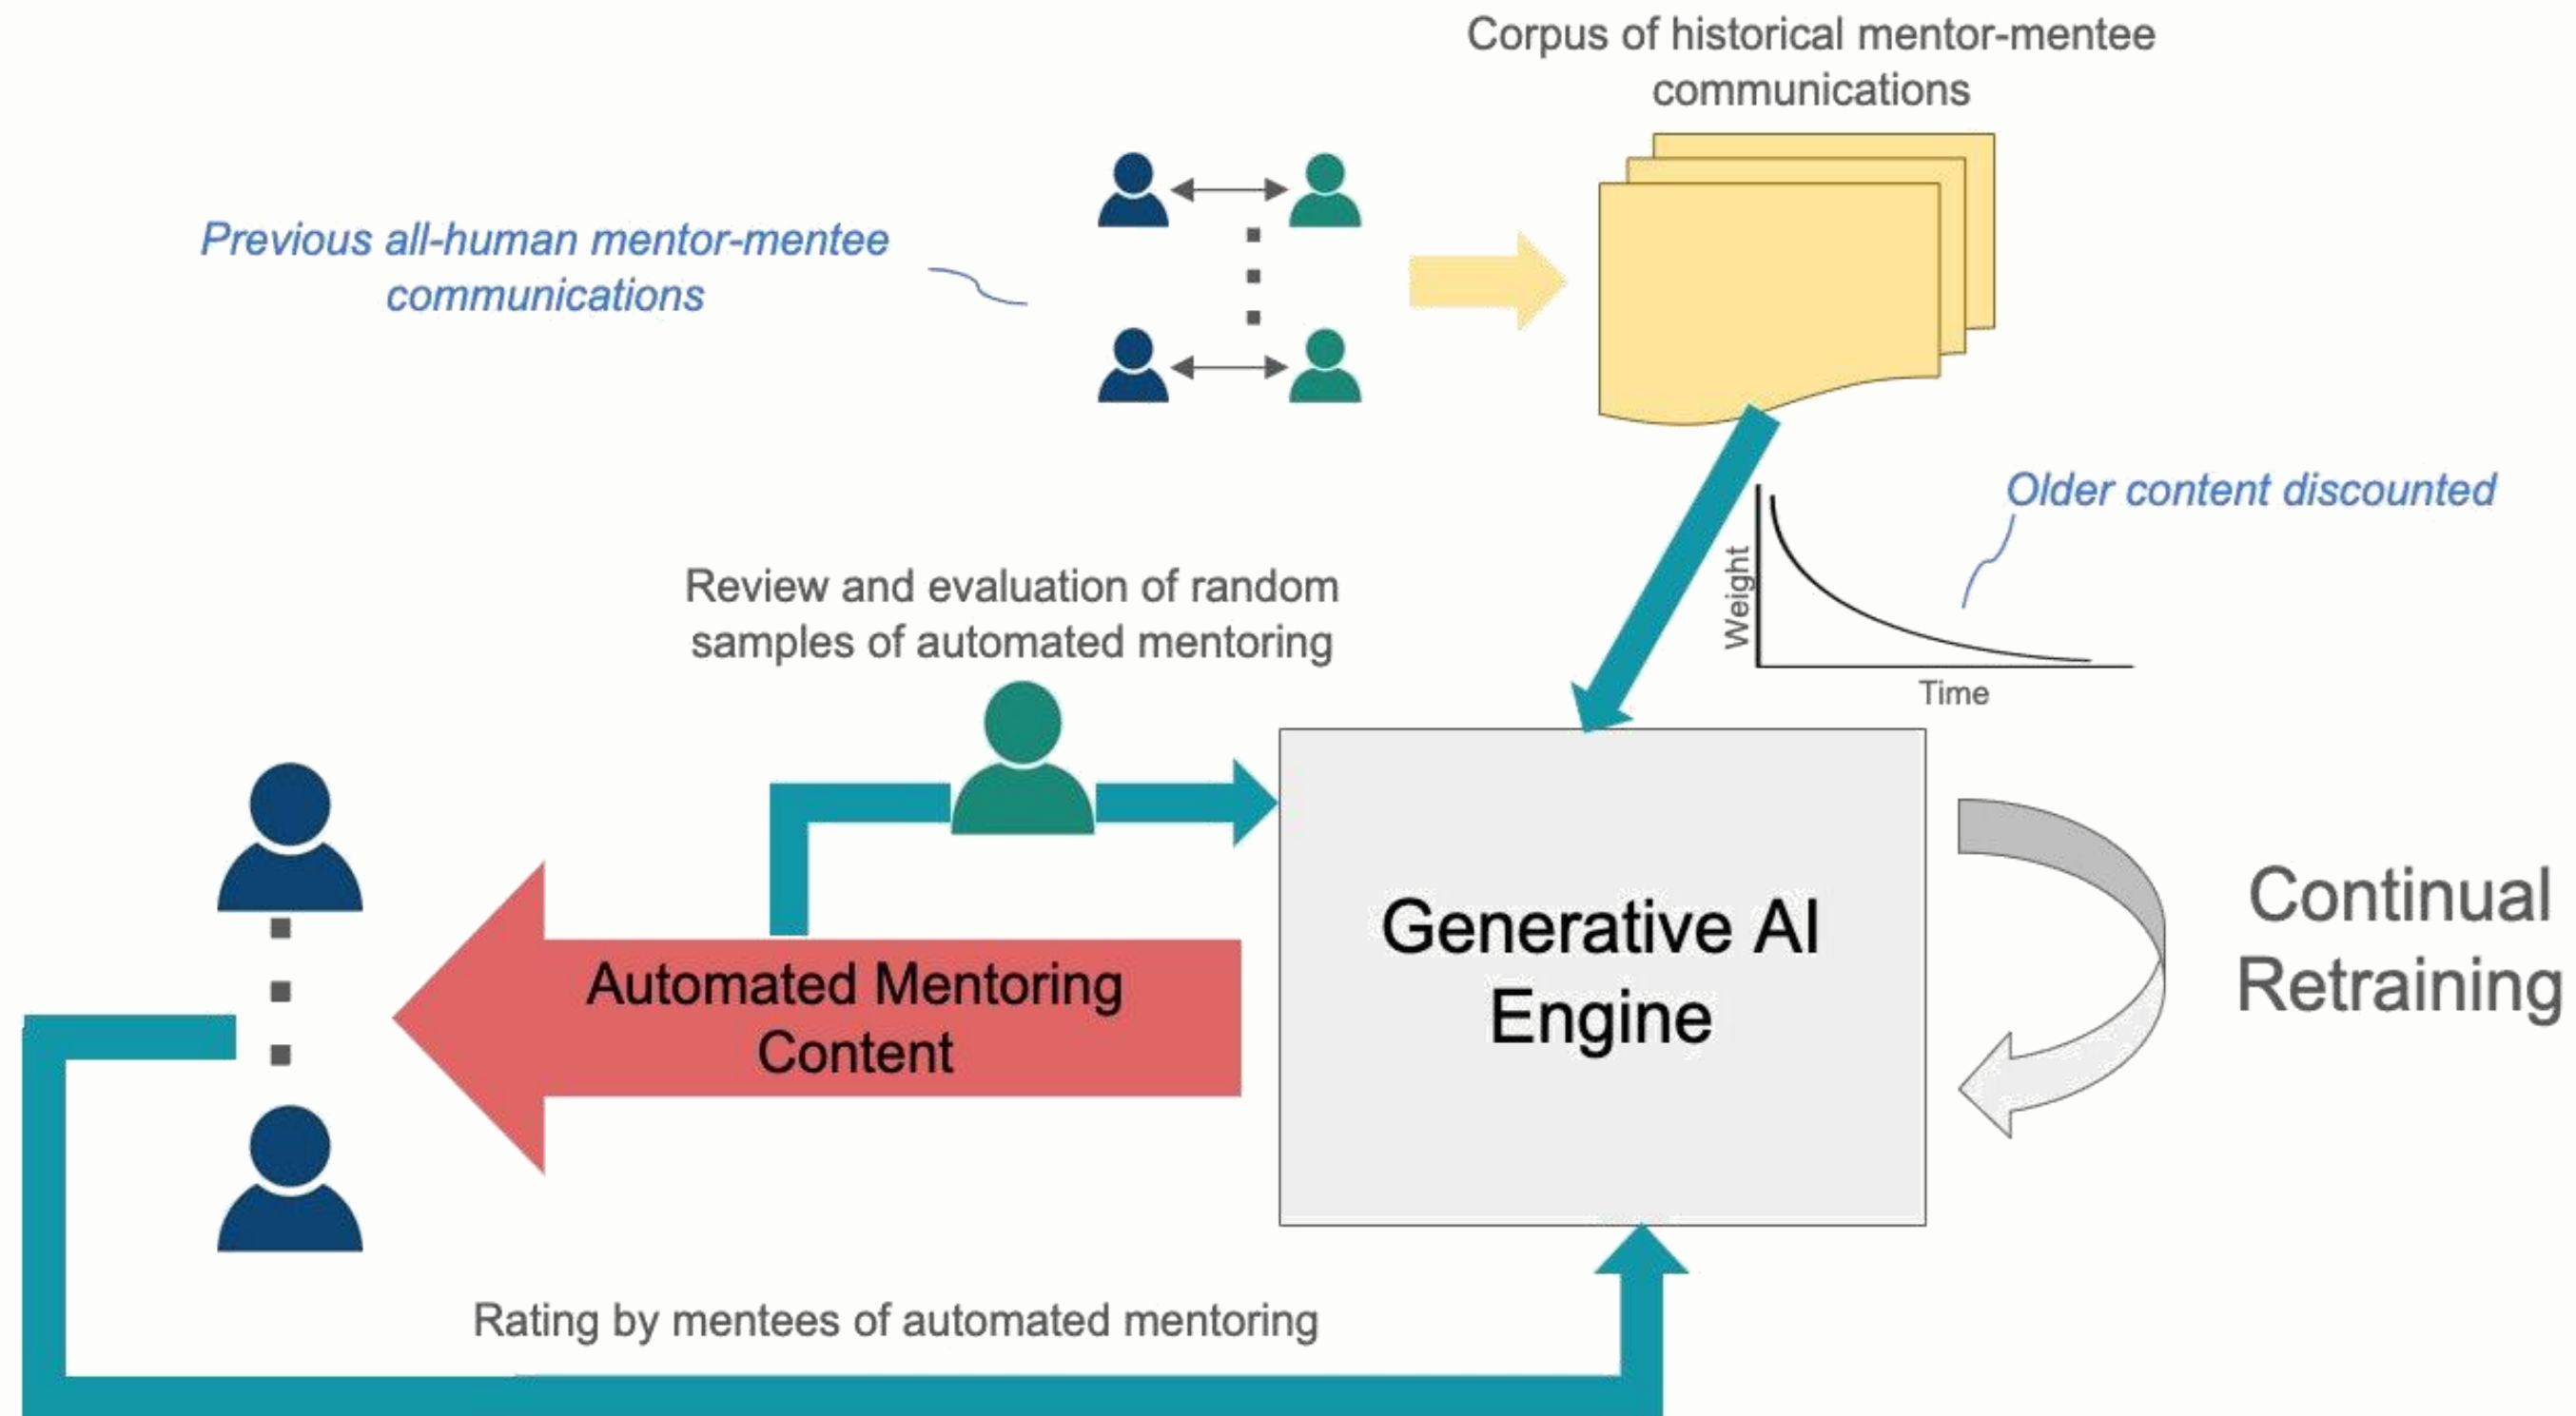 Corpus of historical mentor-mentee
communications
Previous all-human mentor-mentee
communications
Older content discounted
Weight
Time
Review and evaluation of random
samples of automated mentoring
Automated Mentoring
Content
Generative AI
Engine
Continual
Retraining
Rating by mentees of automated mentoring